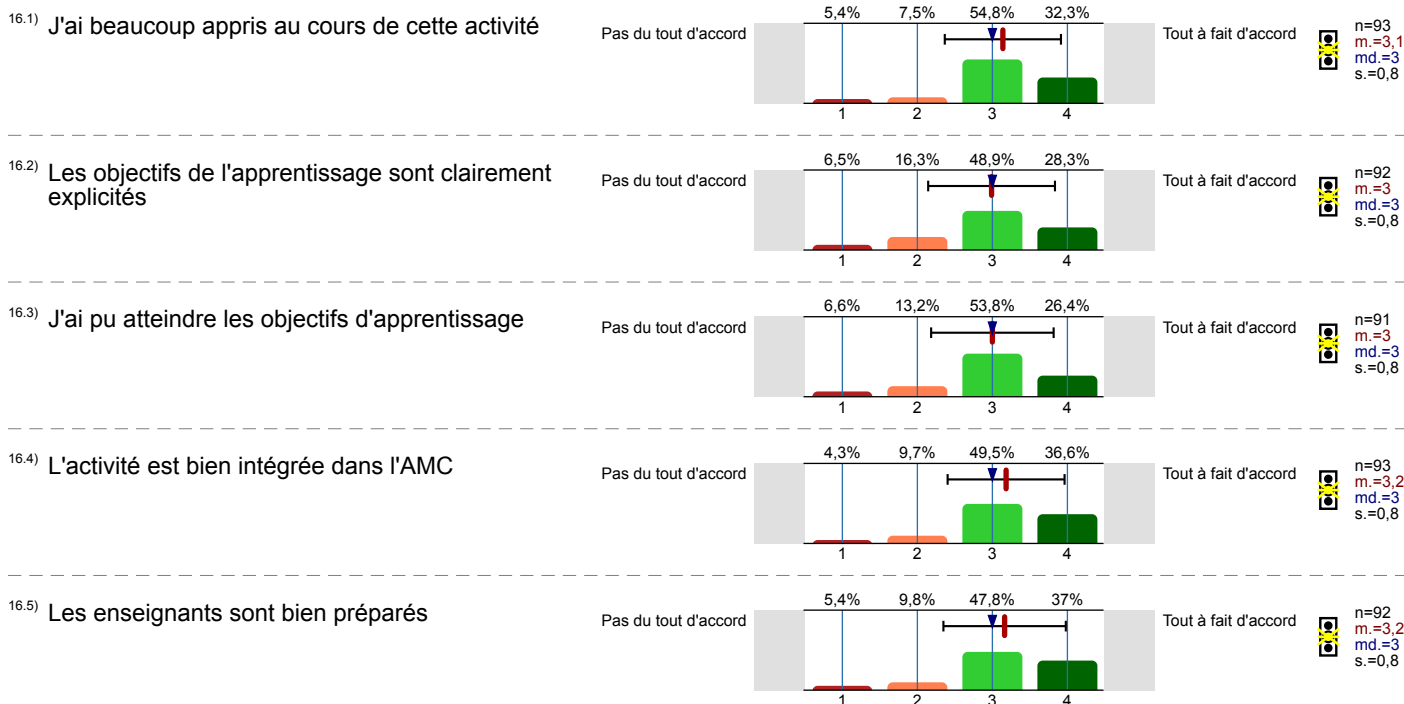 16.1) J'ai beaucoup appris au cours de cette activité
Pas du tout d'accord
5,4% 7,5% 54,8% 32,3%
1 2 3 4
Tout à fait d'accord
n=93
m.=3,1
md.=3
s.=0,8
16.2) Les objectifs de l'apprentissage sont clairement
explicités
Pas du tout d'accord
6,5% 16,3% 48,9% 28,3%
1 2 3 4
Tout à fait d'accord
n=92
m.=3
md.=3
s.=0,8
16.3) J'ai pu atteindre les objectifs d'apprentissage
Pas du tout d'accord
6,6% 13,2% 53,8% 26,4%
1 2 3 4
Tout à fait d'accord
n=91
m.=3
md.=3
s.=0,8
16.4) L'activité est bien intégrée dans l'AMC
Pas du tout d'accord
4,3% 9,7% 49,5% 36,6%
1 2 3 4
Tout à fait d'accord
n=93
m.=3,2
md.=3
s.=0,8
16.5) Les enseignants sont bien préparés
Pas du tout d'accord
5,4% 9,8% 47,8% 37%
1 2 3 4
Tout à fait d'accord
n=92
m.=3,2
md.=3
s.=0,8